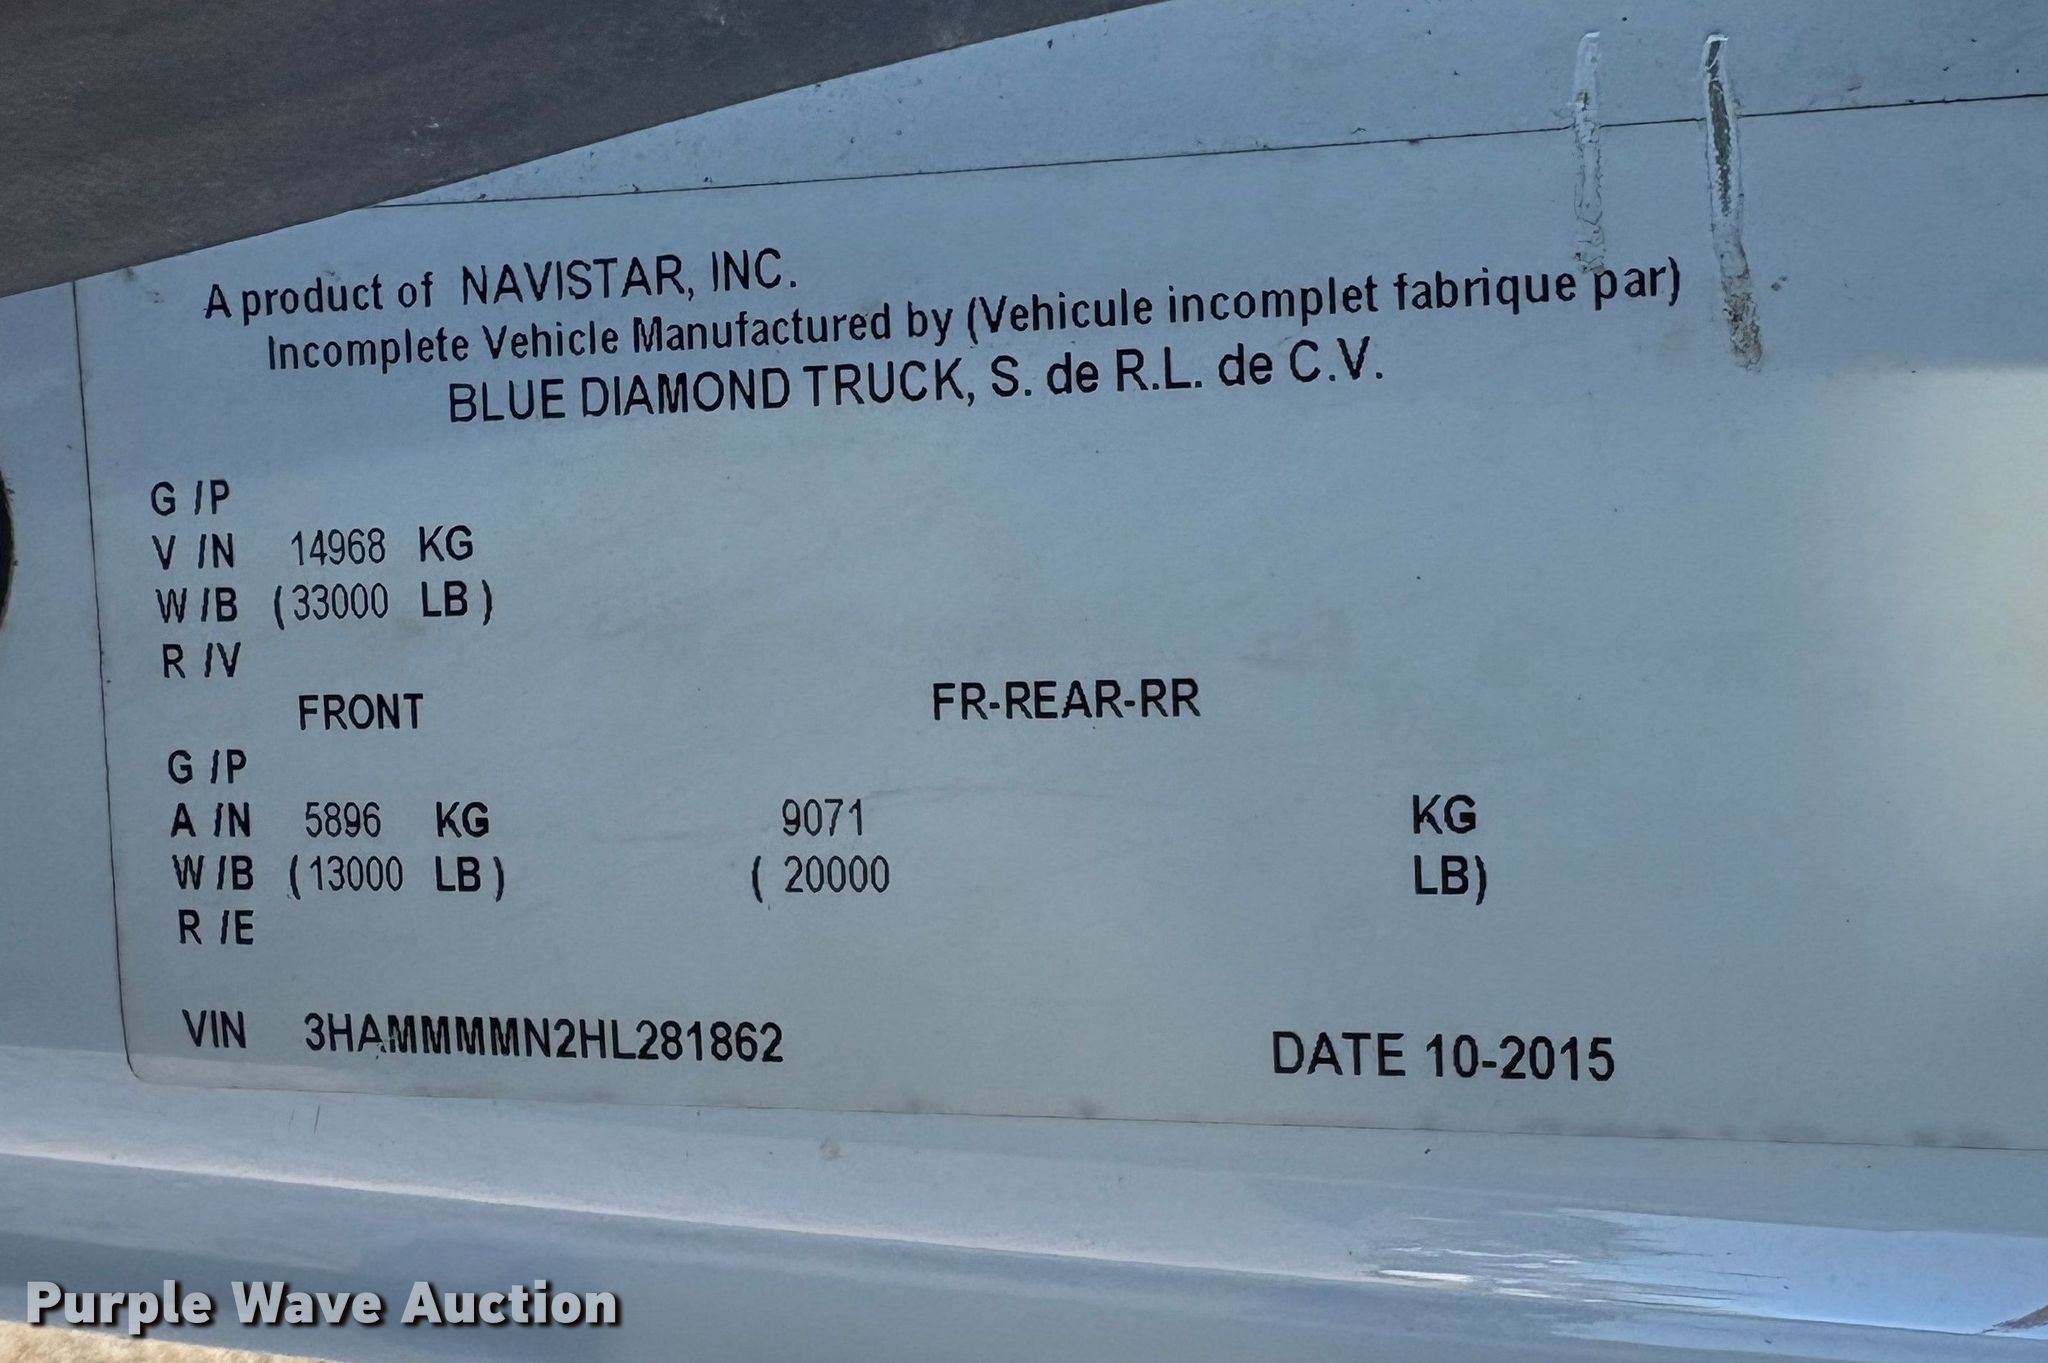 A product of NAVISTAR, INC.
Incomplete Vehicle Manufactured by (Vehicule incomplet fabrique par)
BLUE DIAMOND TRUCK, S. de R.L. de C.V.
G /P
V /N 14968 KG
W /B (33000 LB)
R /V
FRONT FR-REAR-RR
G /P
A /N 5896 KG 9071 KG
W /B (13000 LB) ( 20000 LB)
R /E
VIN 3HAMMMMN2HL281862 DATE 10-2015
Purple Wave Auction